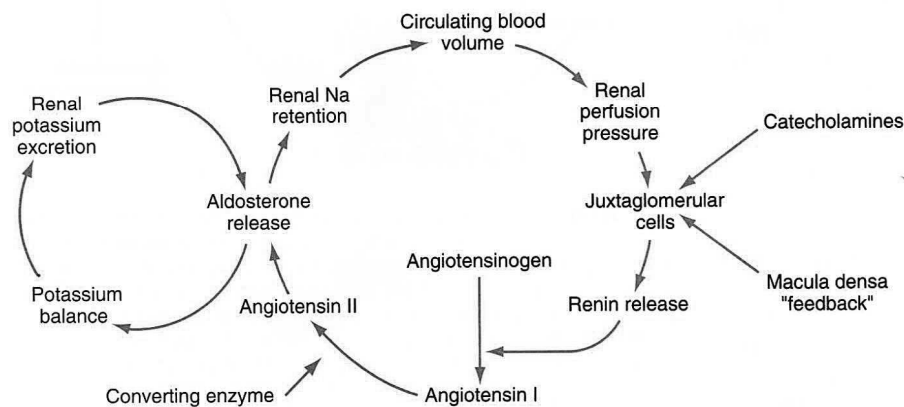 Circulating blood
volume
Renal Na
retention
Renal
perfusion
pressure
Renal
potassium
excretion
Catecholamines
Aldosterone
release
Juxtaglomerular
cells
Angiotensinogen
Macula densa
"feedback"
Potassium
balance
Angiotensin II
Renin release
Converting enzyme
Angiotensin I